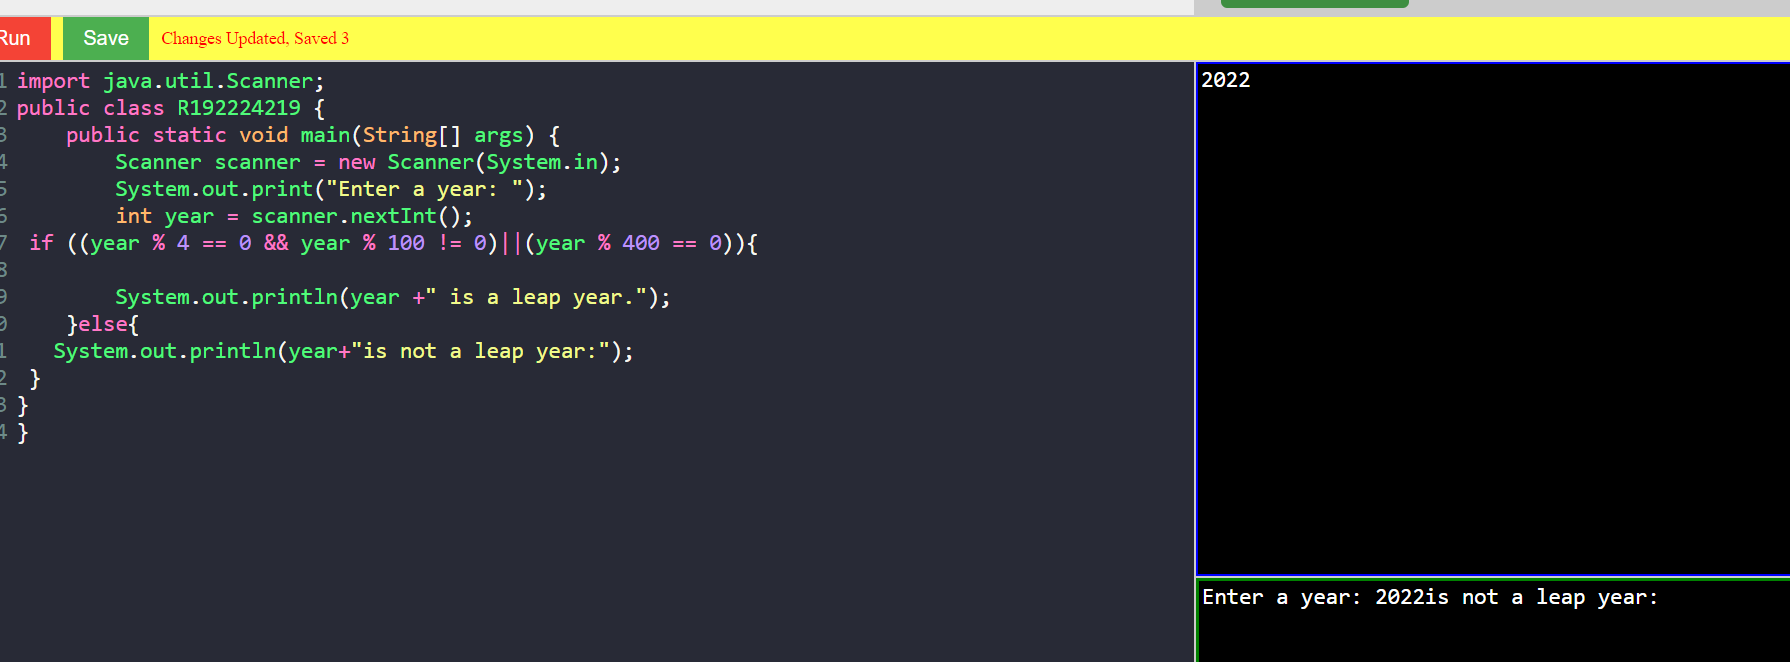 Run Save Changes Updated, Saved 3
1 import java.util.Scanner;
2 public class R192224219 {
3 public static void main(String[] args) {
4 Scanner scanner = new Scanner(System.in);
5 System.out.print("Enter a year: ");
6 int year = scanner.nextInt();
7 if ((year % 4 == 0 && year % 100 != 0)||(year % 400 == 0)){
8
9 System.out.println(year +" is a leap year.");
0 }else{
1 System.out.println(year+"is not a leap year:");
2 }
3 }
4 }
2022
Enter a year: 2022is not a leap year: